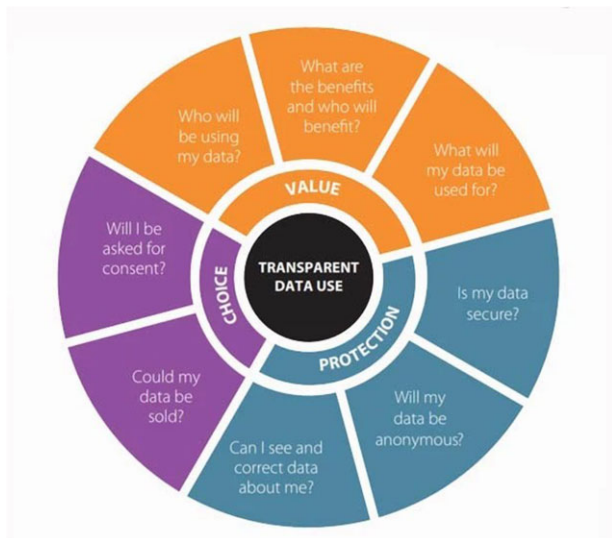 What are
the benefits
and who will
benefit?
Who will
be using
my data?
What will
my data be
used for?
VALUE
Will I be
asked for
consent?
CHOICE
TRANSPARENT
DATA USE
Is my data
secure?
PROTECTION
Could my
data be
sold?
Will my
data be
anonymous?
Can I see and
correct data
about me?